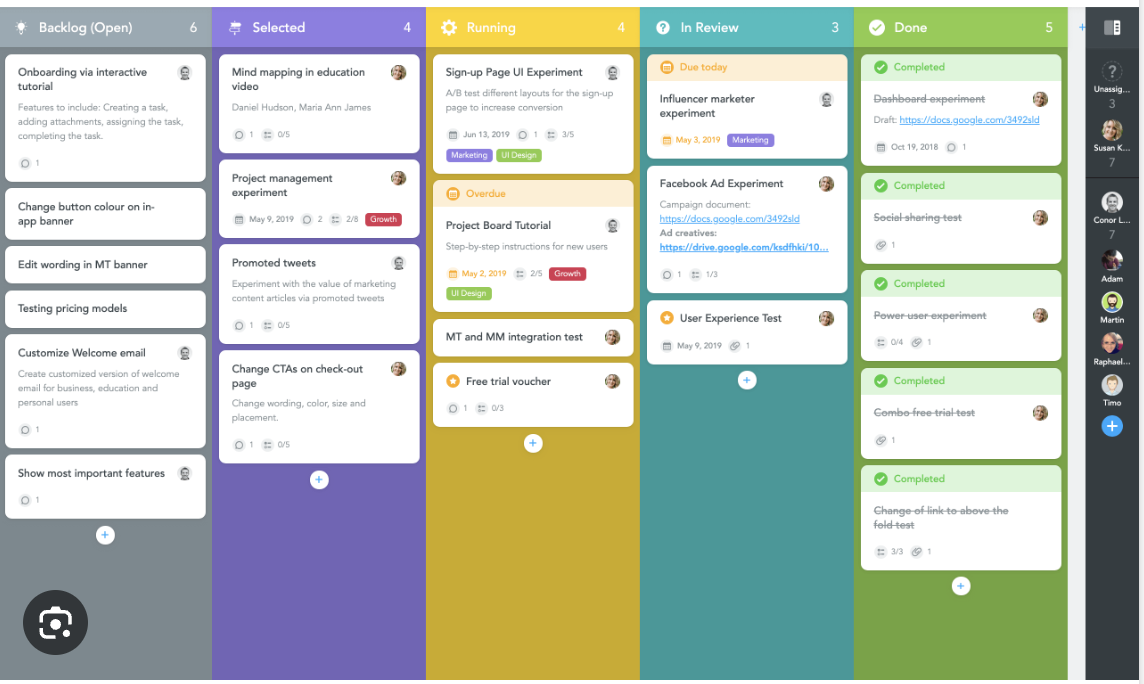 Backlog (Open) 6
Onboarding via interactive
tutorial
Features to include: Creating a task,
adding attachments, assigning the task,
completing the task.
1
Change button colour on in-
app banner
Edit wording in MT banner
Testing pricing models
Customize Welcome email
Create customized version of welcome
email for business, education and
personal users
1
Show most important features
1
Selected 4
Mind mapping in education
video
Daniel Hudson, Maria Ann James
1 0/5
Project management
experiment
May 9, 2019 2 2/8 Growth
Promoted tweets
Experiment with the value of marketing
content articles via promoted tweets
1 0/5
Change CTAs on check-out
page
Change wording, color, size and
placement.
1 0/5
Running 4
Sign-up Page UI Experiment
A/B test different layouts for the sign-up
page to increase conversion
Jun 13, 2019 1 3/5
Marketing UI Design
Overdue
Project Board Tutorial
Step-by-step instructions for new users
May 2, 2019 2/5 Growth
UI Design
MT and MM integration test
Free trial voucher
1 0/3
In Review 3
Due today
Influencer marketer
experiment
May 3, 2019 Marketing
Facebook Ad Experiment
Campaign document:
https://docs.google.com/3492sld
Ad creatives:
https://drive.google.com/ksdfhki/10...
1 1/3
User Experience Test
May 9, 2019 1
Done 5
Completed
Dashboard experiment
Draft: https://docs.google.com/3492sld
Oct 19, 2018 1
Completed
Social sharing test
1
Completed
Power user experiment
0/4 1
Completed
Combo free trial test
1
Completed
Change of link to above the
fold test
3/3 1
Unassig...
3
Susan K...
7
Conor L...
7
Adam
Martin
Raphael...
Timo